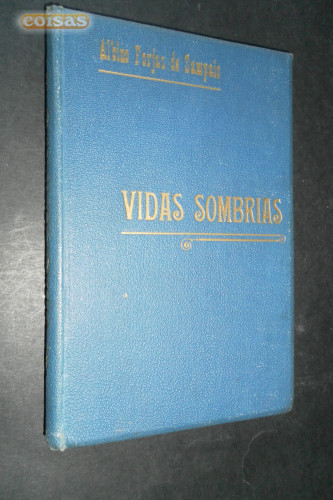 coisas
Albino Forjaz de Sampaio
VIDAS SOMBRIAS